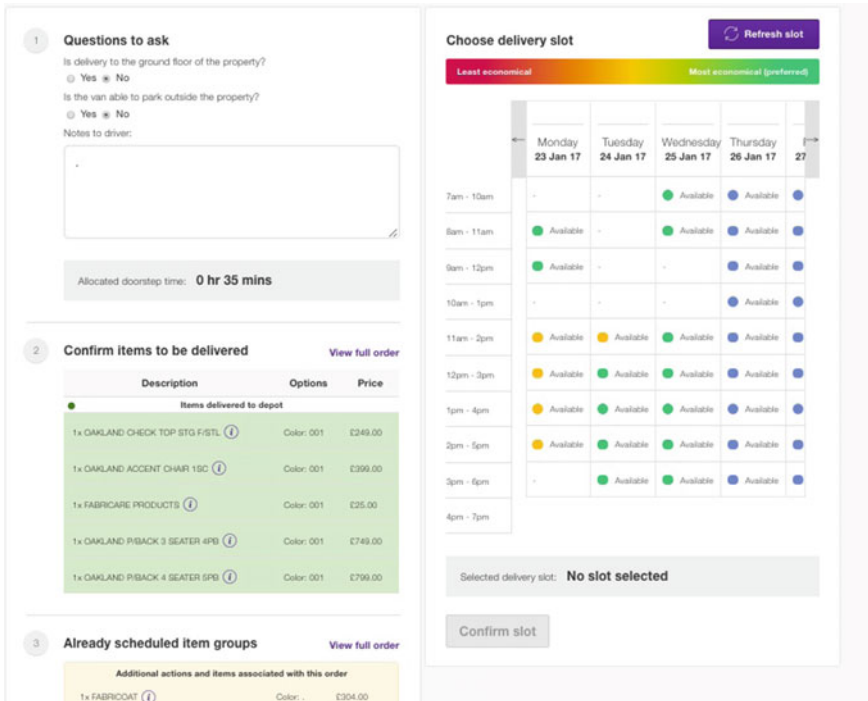 1
Questions to ask
Is delivery to the ground floor of the property?
Yes No
Is the van able to park outside the property?
Yes No
Notes to driver:
.
Allocated doorstep time: 0 hr 35 mins
2
Confirm items to be delivered
View full order
Description Options Price
Items delivered to depot
1x OAKLAND CHECK TOP STG F/STL i Color: 001 £249.00
1x OAKLAND ACCENT CHAIR 1SC i Color: 001 £399.00
1x FABRICARE PRODUCTS i Color: 001 £25.00
1x OAKLAND P/BACK 3 SEATER 4PB i Color: 001 £749.00
1x OAKLAND P/BACK 4 SEATER 5PB i Color: 001 £799.00
3
Already scheduled item groups
View full order
Additional actions and items associated with this order
1x FABRICOAT i Color: . £304.00
Choose delivery slot
Refresh slot
Least economical Most economical (preferred)
Monday Tuesday Wednesday Thursday
23 Jan 17 24 Jan 17 25 Jan 17 26 Jan 17 27
7am - 10am - - Available Available
8am - 11am Available - Available Available
9am - 12pm Available - - Available
10am - 1pm - - - Available
11am - 2pm Available Available Available Available
12pm - 3pm Available Available Available Available
1pm - 4pm Available Available Available Available
2pm - 5pm Available Available Available Available
3pm - 6pm - Available Available Available
4pm - 7pm
Selected delivery slot: No slot selected
Confirm slot